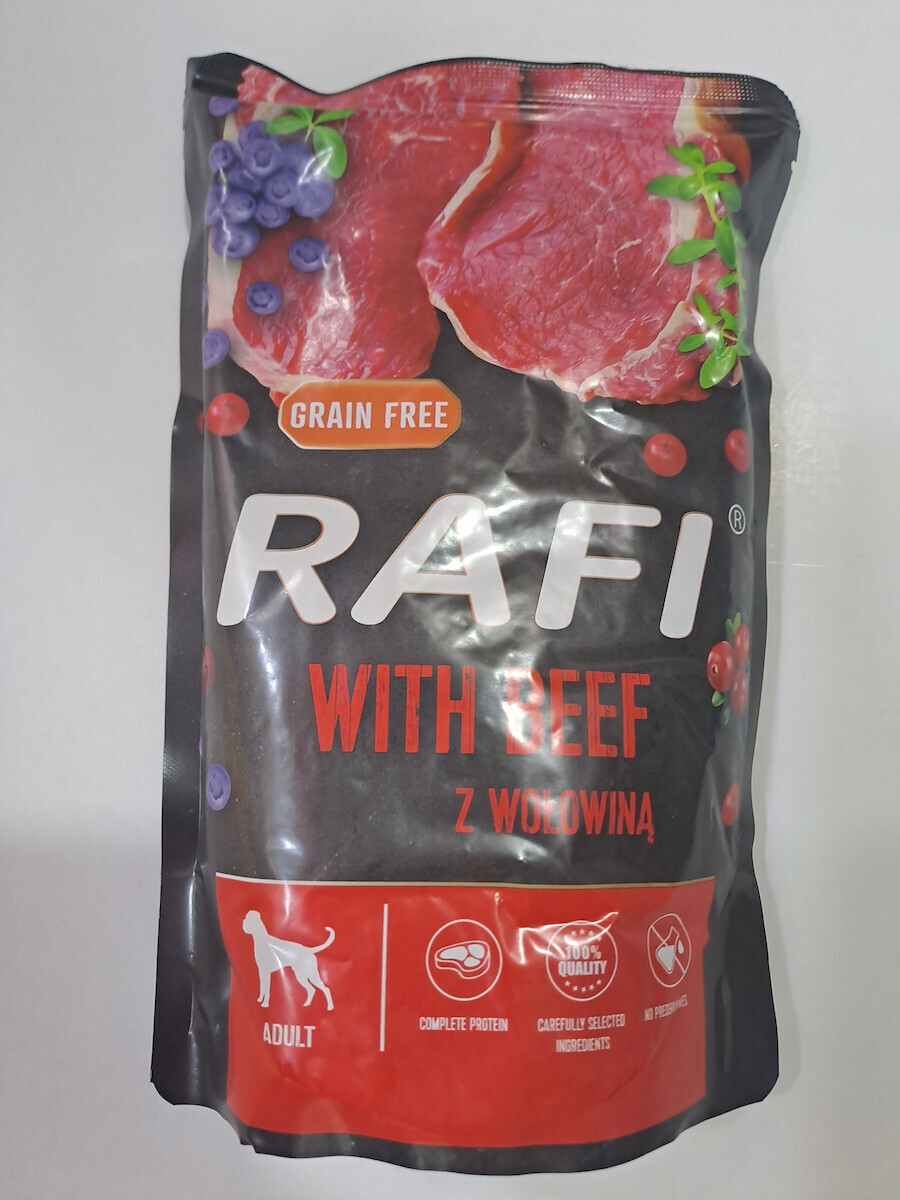 GRAIN FREE
RAFI®
WITH BEEF
Z WOŁOWINĄ
ADULT
COMPLETE PROTEIN
100%
QUALITY
CAREFULLY SELECTED
INGREDIENTS
NO PRESERVATIVES